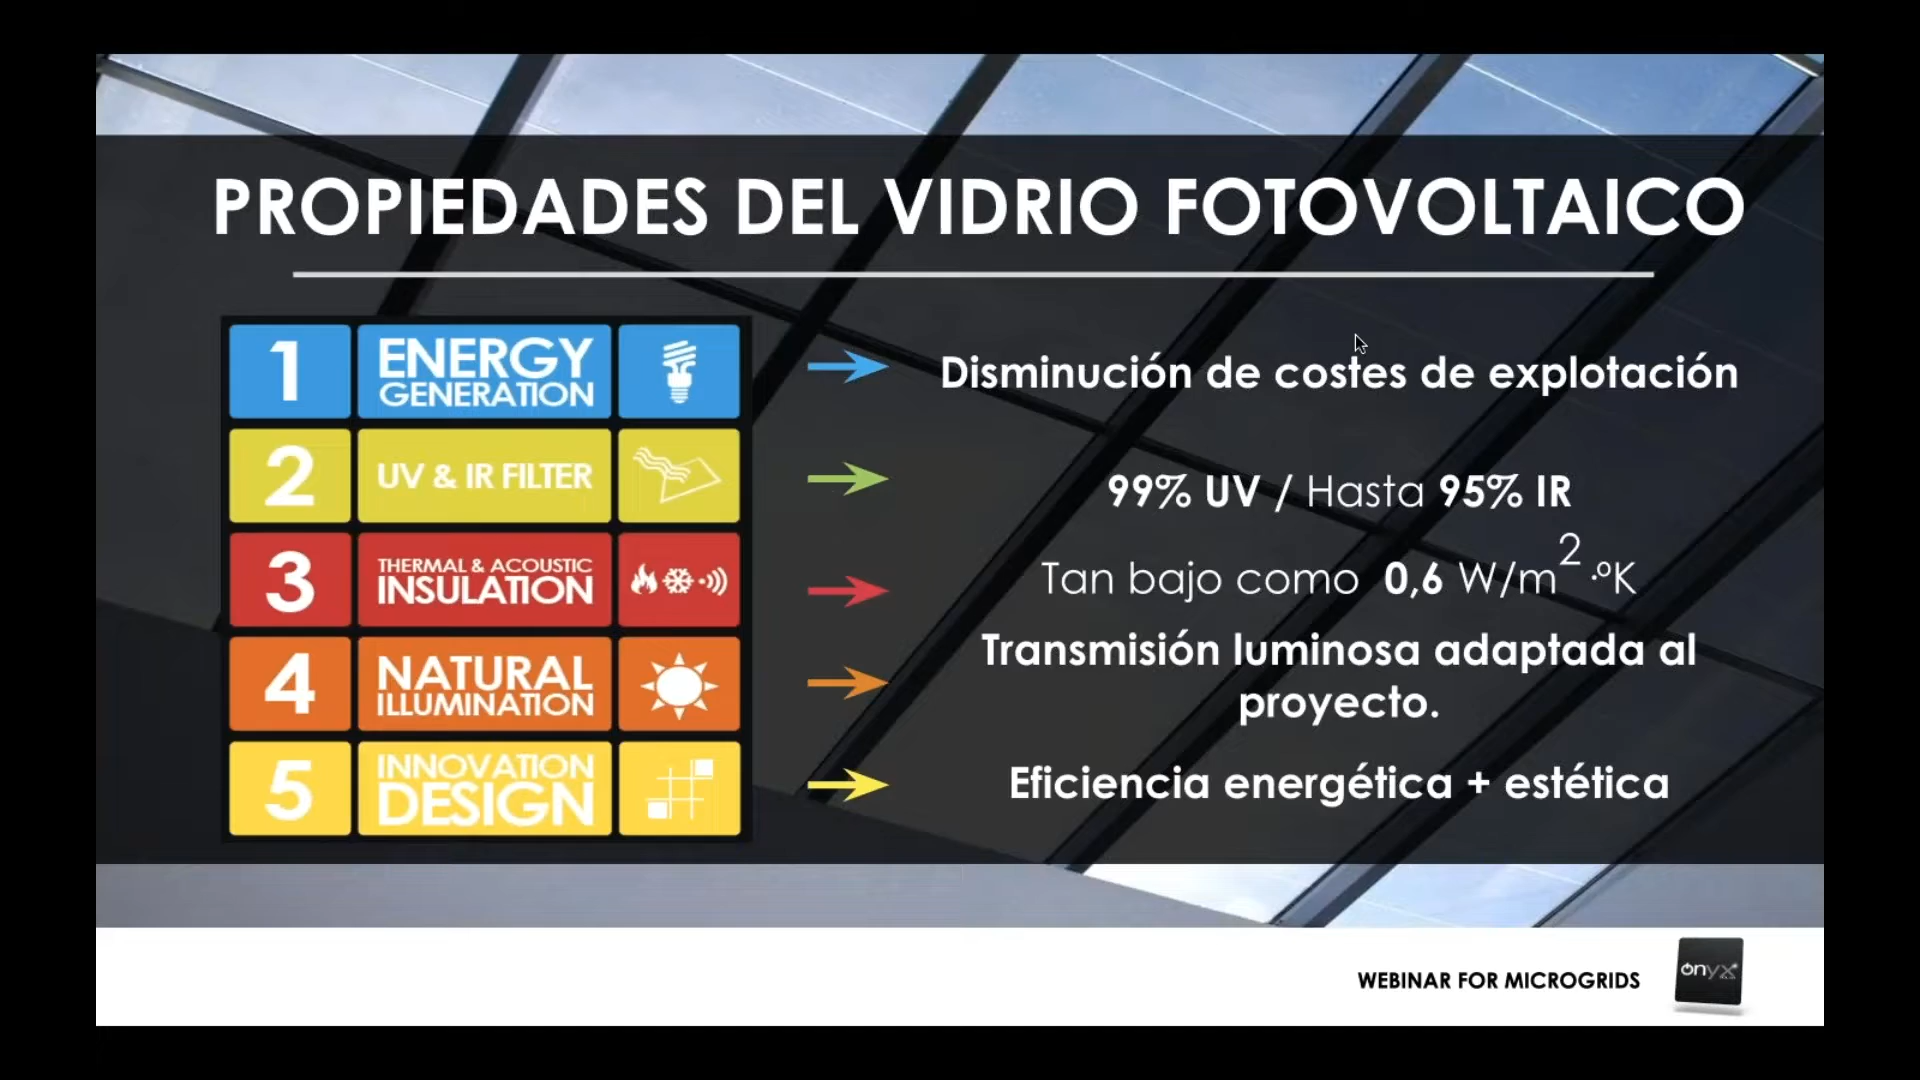 PROPIEDADES DEL VIDRIO FOTOVOLTAICO
1 ENERGY GENERATION
Disminución de costes de explotación
2 UV & IR FILTER
99% UV / Hasta 95% IR
3 THERMAL & ACOUSTIC INSULATION
Tan bajo como 0,6 W/m²·ºK
4 NATURAL ILLUMINATION
Transmisión luminosa adaptada al
proyecto.
5 INNOVATION DESIGN
Eficiencia energética + estética
WEBINAR FOR MICROGRIDS
onyx